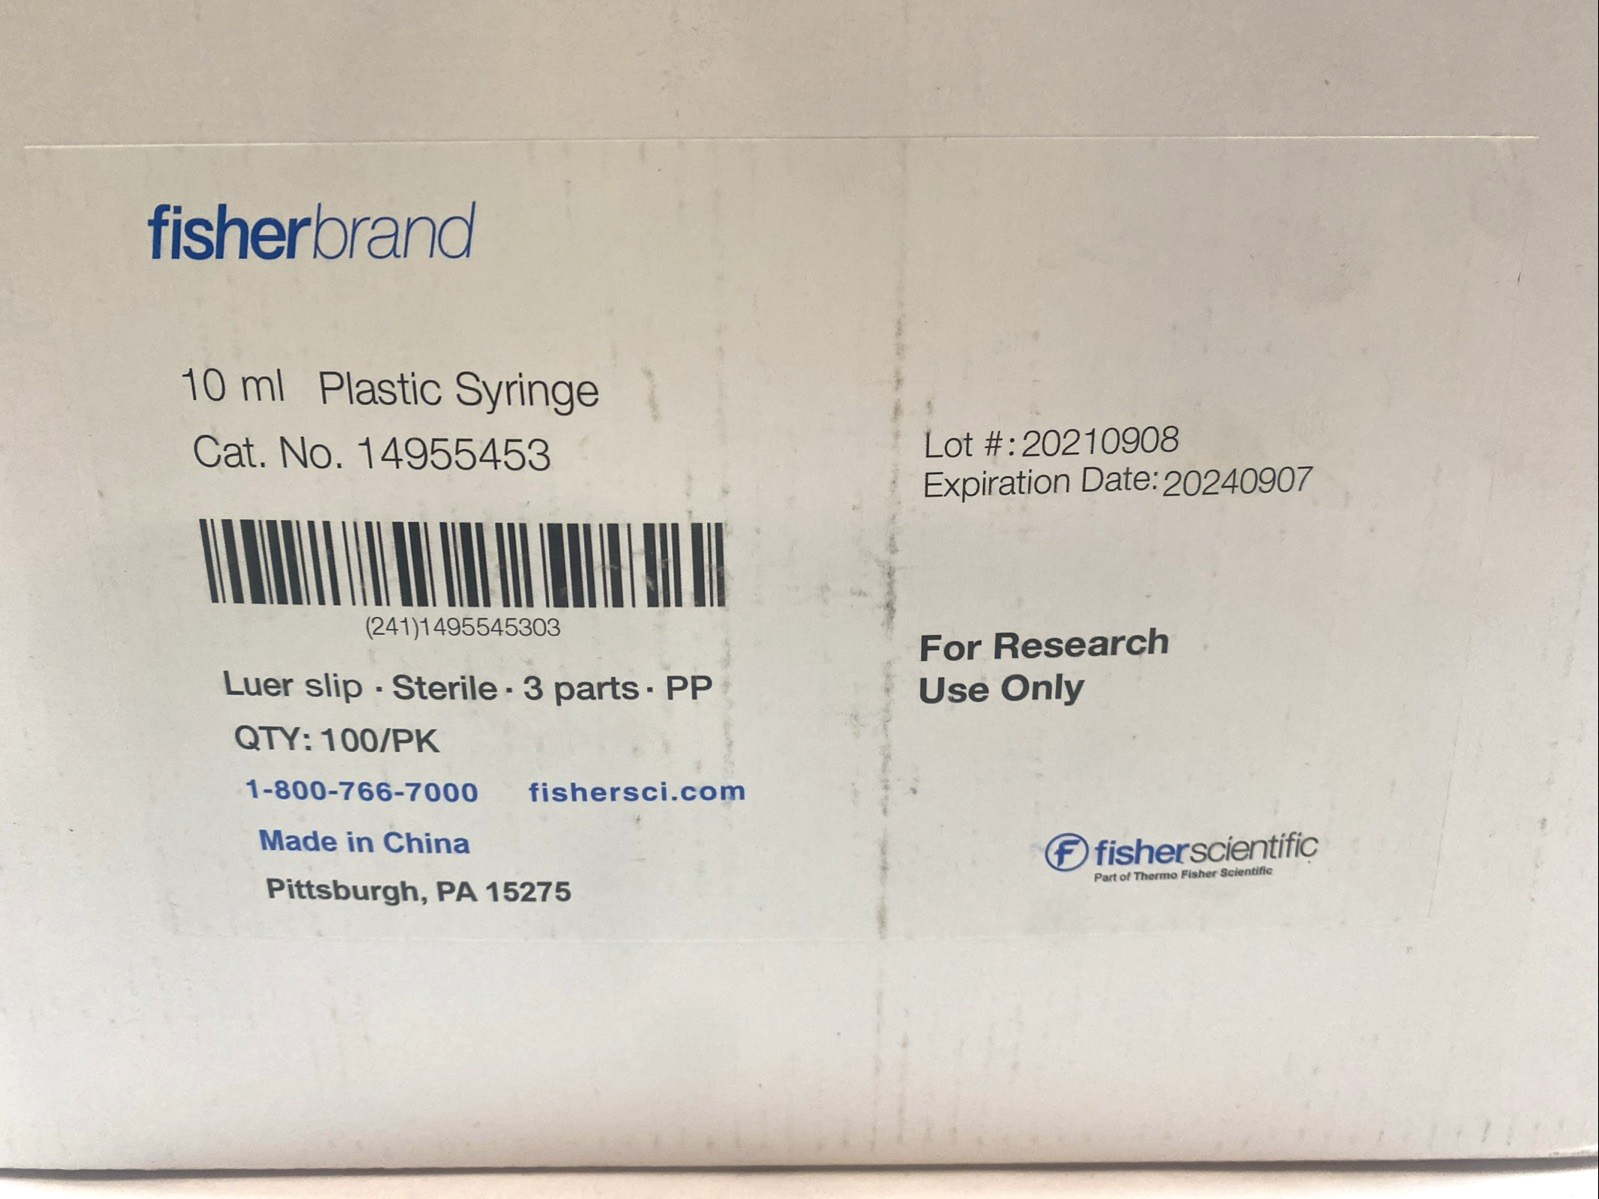 fisherbrand
10 ml Plastic Syringe
Cat. No. 14955453
(241)1495545303
Luer slip · Sterile · 3 parts · PP
QTY: 100/PK
1-800-766-7000 fishersci.com
Made in China
Pittsburgh, PA 15275
Lot #: 20210908
Expiration Date: 20240907
For Research
Use Only
fisherscientific
Part of Thermo Fisher Scientific